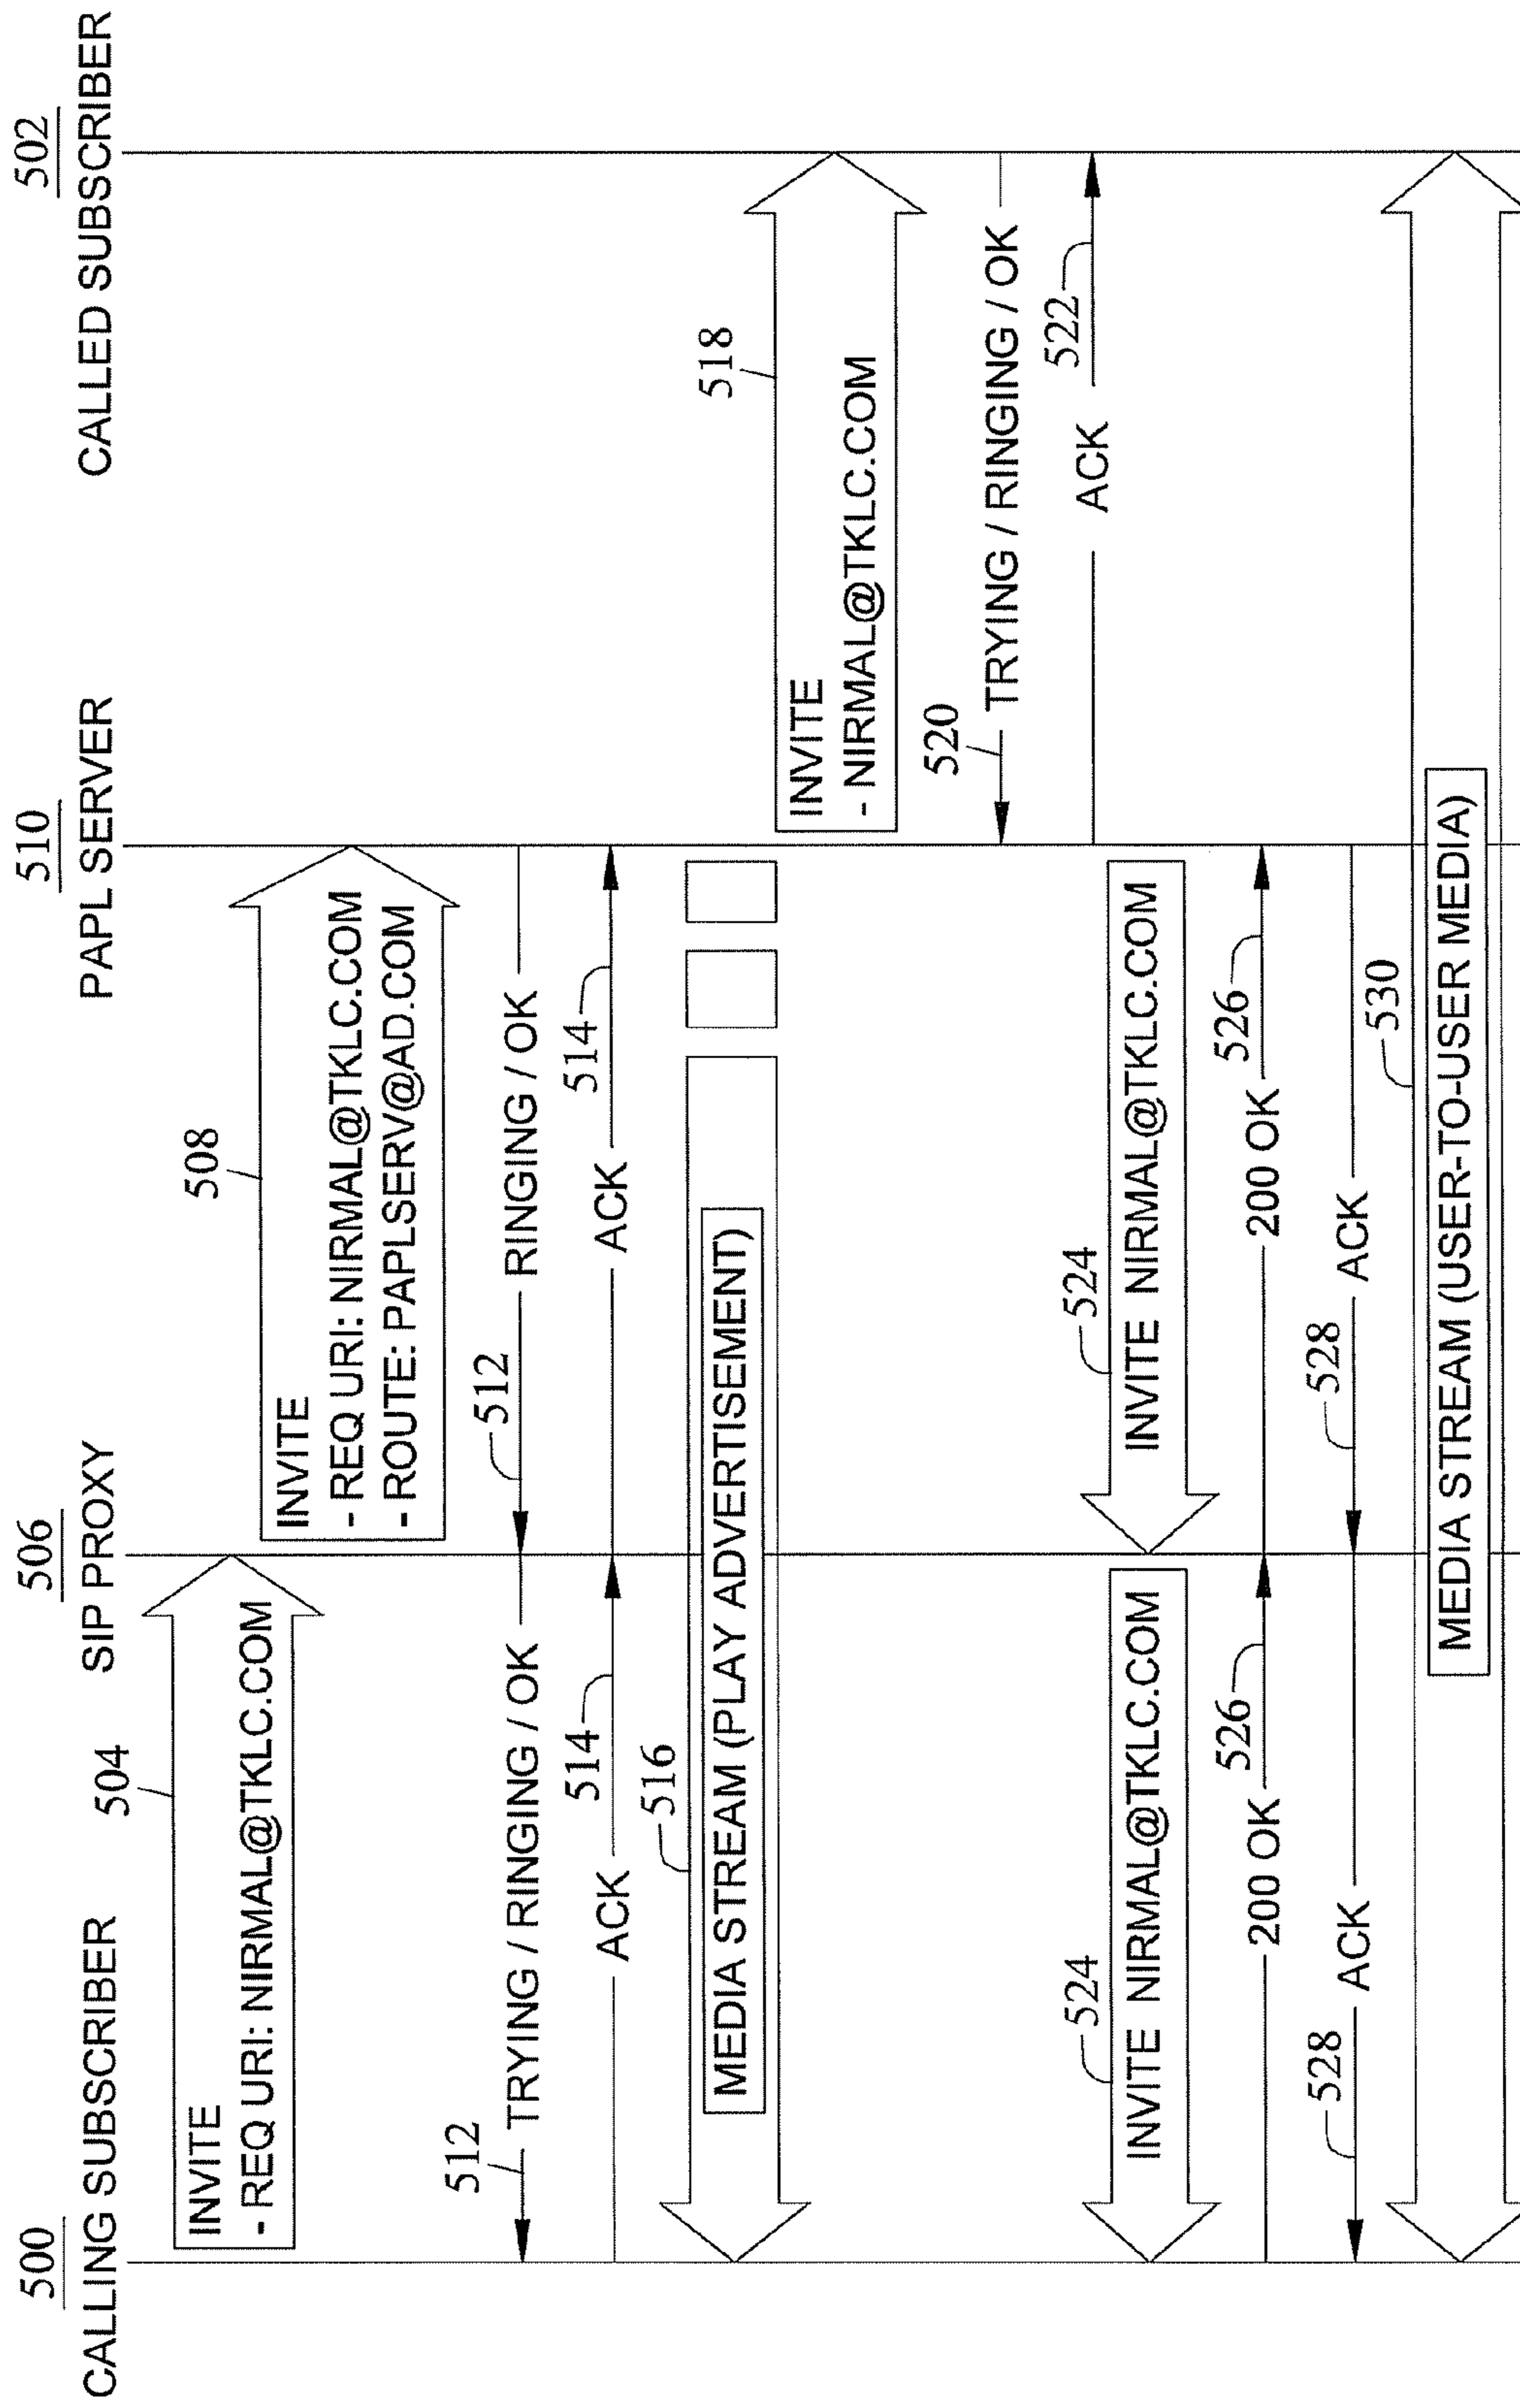 500
CALLING SUBSCRIBER
506
SIP PROXY
510
PAPL SERVER
502
CALLED SUBSCRIBER
504
INVITE
- REQ URI: NIRMAL@TKLC.COM
508
INVITE
- REQ URI: NIRMAL@TKLC.COM
- ROUTE: PAPLSERV@AD.COM
512
TRYING / RINGING / OK
512
RINGING / OK
514
ACK
514
ACK
516
MEDIA STREAM (PLAY ADVERTISEMENT)
518
INVITE
- NIRMAL@TKLC.COM
520
TRYING / RINGING / OK
522
ACK
524
INVITE NIRMAL@TKLC.COM
524
INVITE NIRMAL@TKLC.COM
526
200 OK
526
200 OK
528
ACK
528
ACK
530
MEDIA STREAM (USER-TO-USER MEDIA)